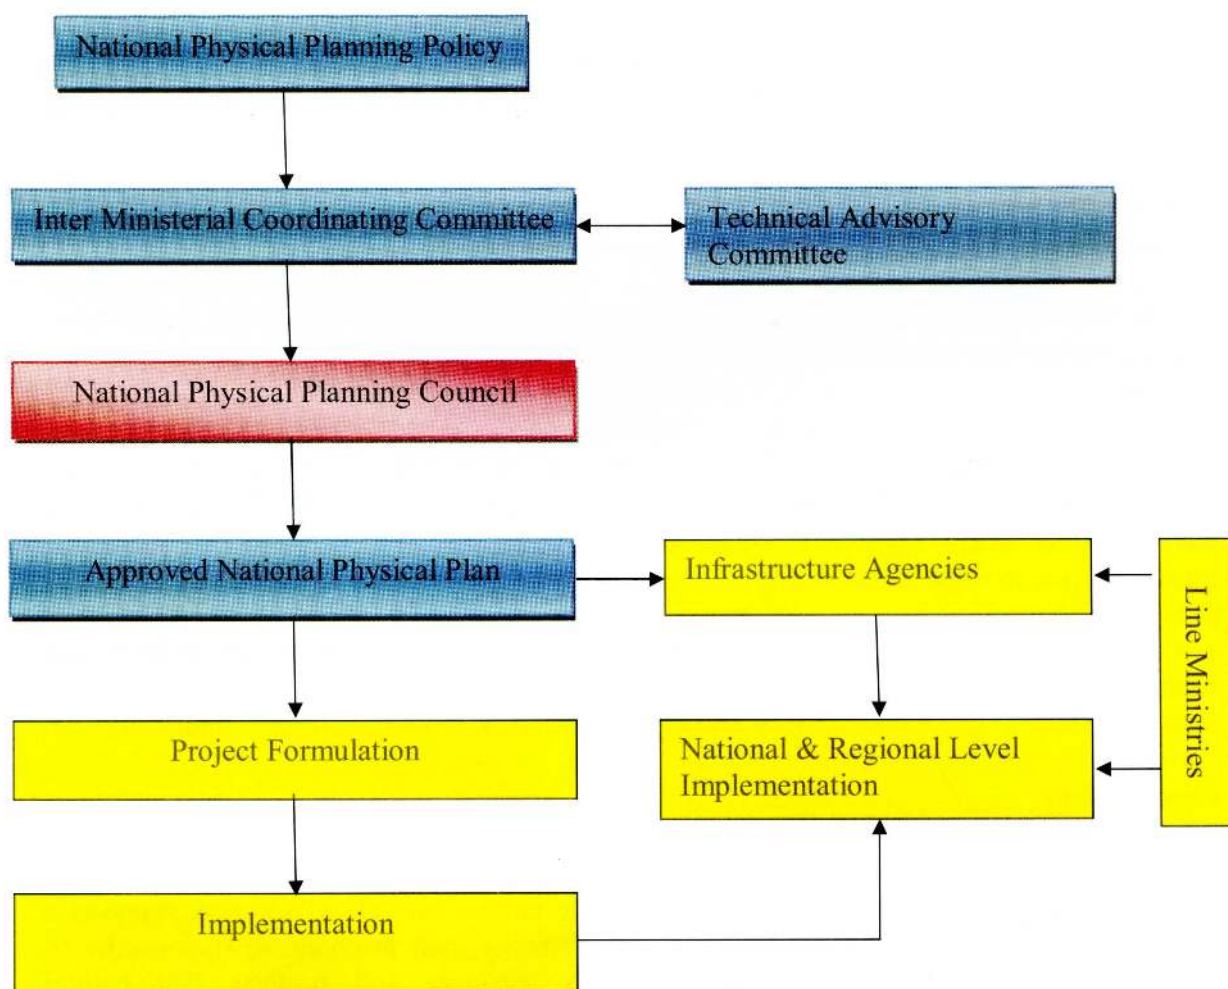 National Physical Planning Policy
Inter Ministerial Coordinating Committee
Technical Advisory
Committee
National Physical Planning Council
Approved National Physical Plan
Infrastructure Agencies
Line Ministries
Project Formulation
National & Regional Level
Implementation
Implementation